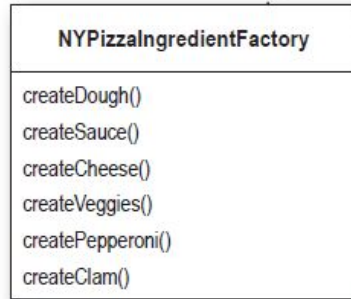 NYPizzaIngredientFactory
createDough()
createSauce()
createCheese()
createVeggies()
createPepperoni()
createClam()